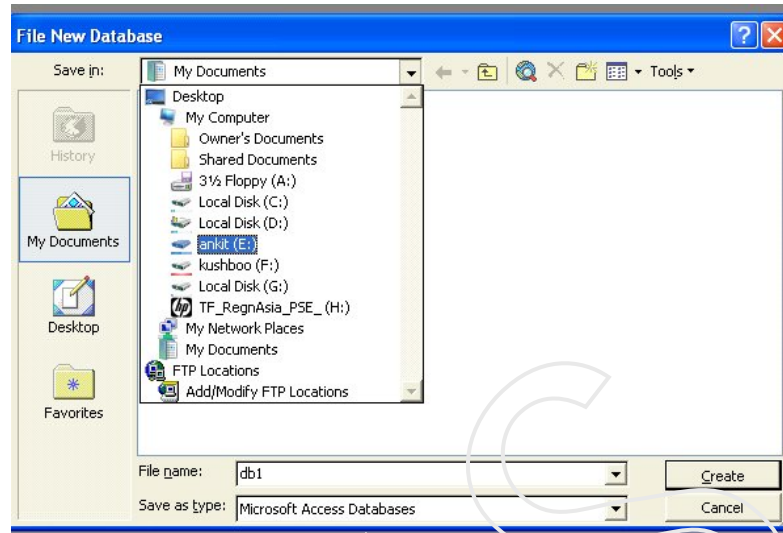 File New Database
Save in: My Documents Tools
Desktop
My Computer
Owner's Documents
Shared Documents
3½ Floppy (A:)
Local Disk (C:)
Local Disk (D:)
ankit (E:)
kushboo (F:)
Local Disk (G:)
TF_RegnAsia_PSE_ (H:)
My Network Places
My Documents
FTP Locations
Add/Modify FTP Locations
History
My Documents
Desktop
Favorites
File name: db1 Create
Save as type: Microsoft Access Databases Cancel